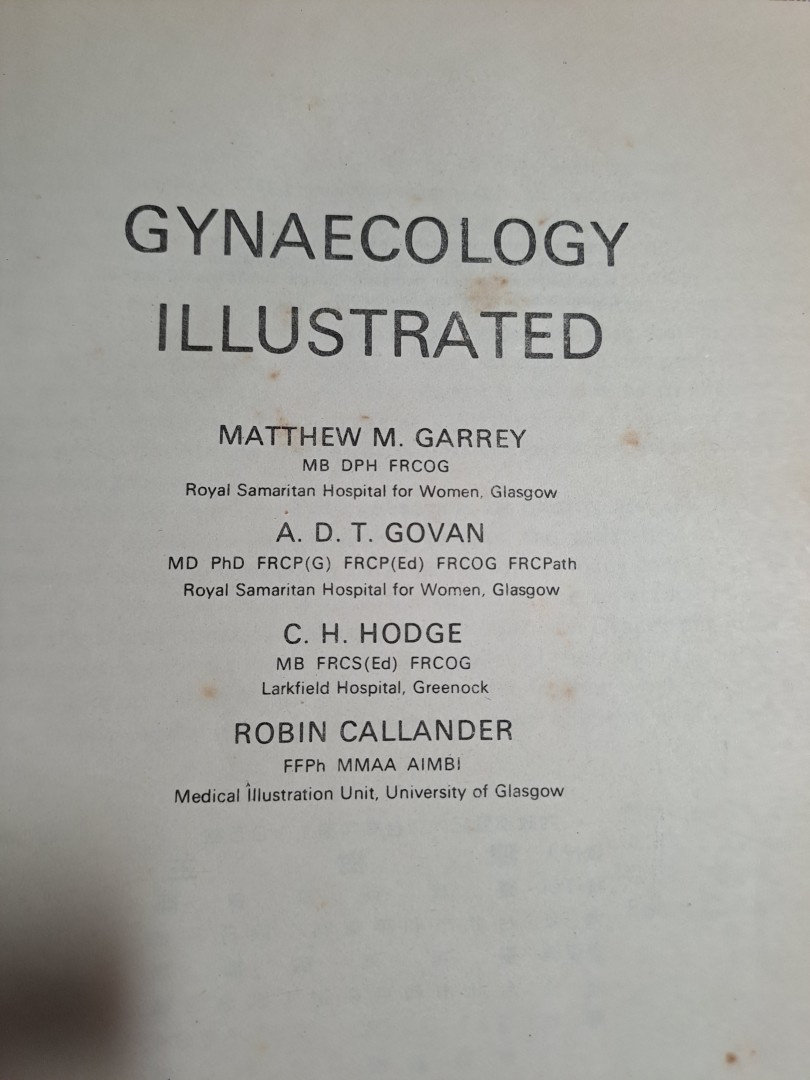 GYNAECOLOGY
ILLUSTRATED
MATTHEW M. GARREY
MB DPH FRCOG
Royal Samaritan Hospital for Women, Glasgow
A. D. T. GOVAN
MD PhD FRCP(G) FRCP(Ed) FRCOG FRCPath
Royal Samaritan Hospital for Women, Glasgow
C. H. HODGE
MB FRCS(Ed) FRCOG
Larkfield Hospital, Greenock
ROBIN CALLANDER
FFPh MMAA AIMBI
Medical Illustration Unit, University of Glasgow